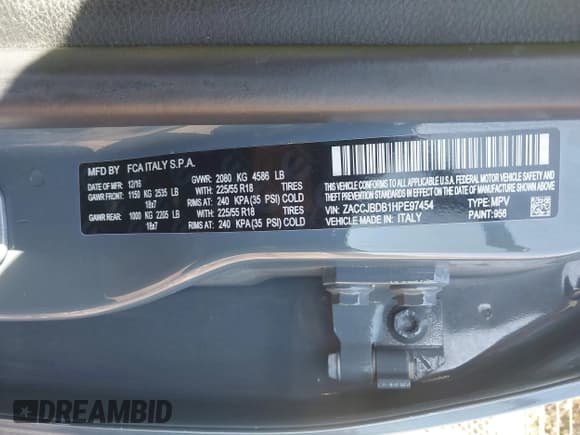 MFD BY FCA ITALY S.P.A.
12/16 GVWR: 2080 KG 4586 LB
GAWR FRONT: 1150 KG 2535 LB WITH: 225/55 R18 TIRES
18x7 RIMS AT: 240 KPA (35 PSI) COLD
GAWR REAR: 1000 KG 2205 LB WITH: 225/55 R18 TIRES
18x7 RIMS AT: 240 KPA (35 PSI) COLD
THIS VEHICLE CONFORMS TO ALL APPLICABLE U.S.A.
FEDERAL MOTOR VEHICLE SAFETY, BUMPER, AND
THEFT PREVENTION STANDARDS IN EFFECT ON THE
DATE OF MANUFACTURE SHOWN ABOVE.
VIN: ZACCJBDB1HPE97454 TYPE: MPV
VEHICLE MADE IN: ITALY PAINT: 956
DREAMBID